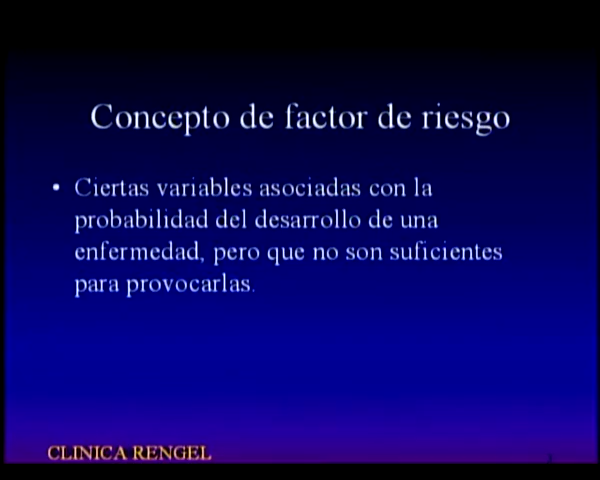 Concepto de factor de riesgo
• Ciertas variables asociadas con la
probabilidad del desarrollo de una
enfermedad, pero que no son suficientes
para provocarlas.
CLINICA RENGEL